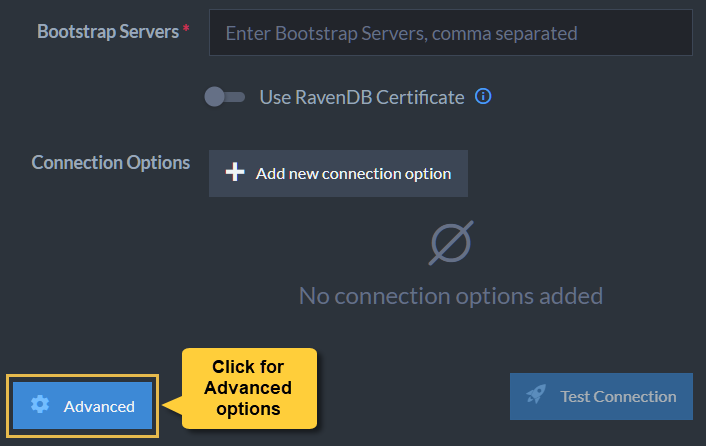 Bootstrap Servers *
Enter Bootstrap Servers, comma separated
Use RavenDB Certificate
Connection Options
Add new connection option
No connection options added
Advanced
Click for
Advanced
options
Test Connection